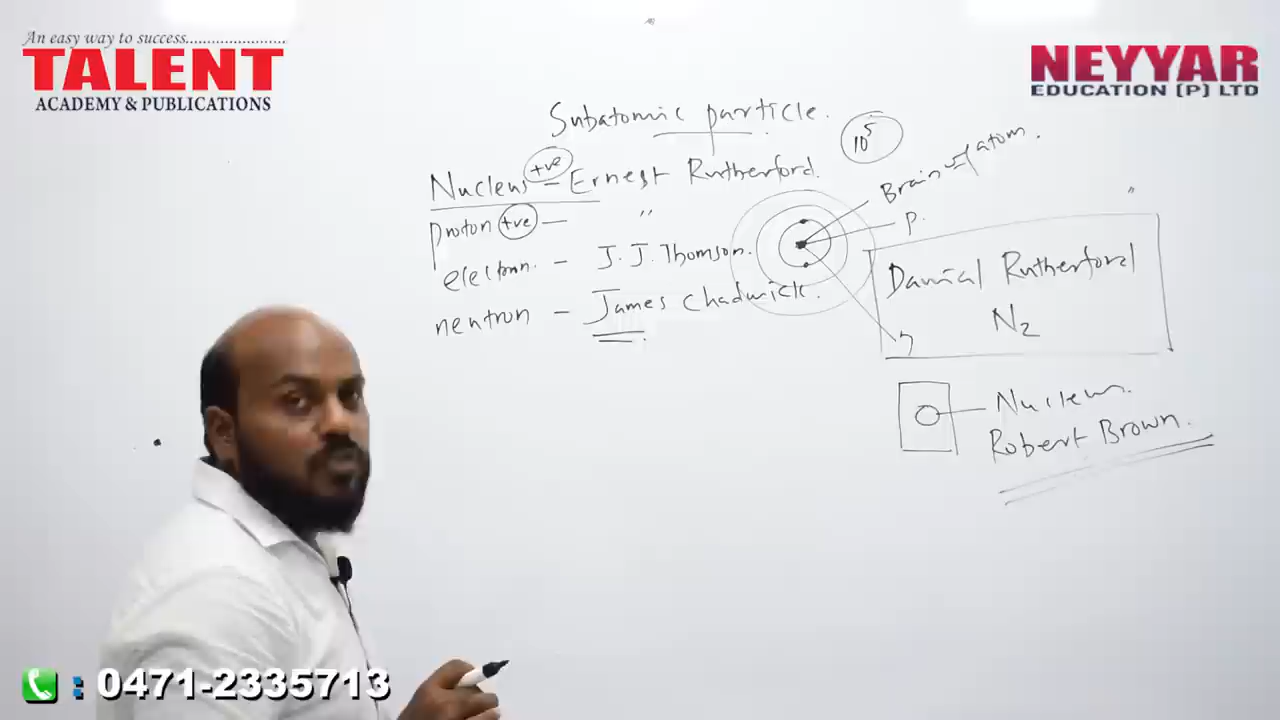 An easy way to success........................
TALENT
ACADEMY & PUBLICATIONS
NEYYAR
EDUCATION (P) LTD
Subatomic particle.
10⁵
Nucleus +ve – Ernest Rutherford.
Brain of atom.
proton +ve – "
P.
electron. – J. J. Thomson.
neutron – James Chadwick.
Danial Rutherford
N₂
Nucleus.
Robert Brown.
: 0471-2335713